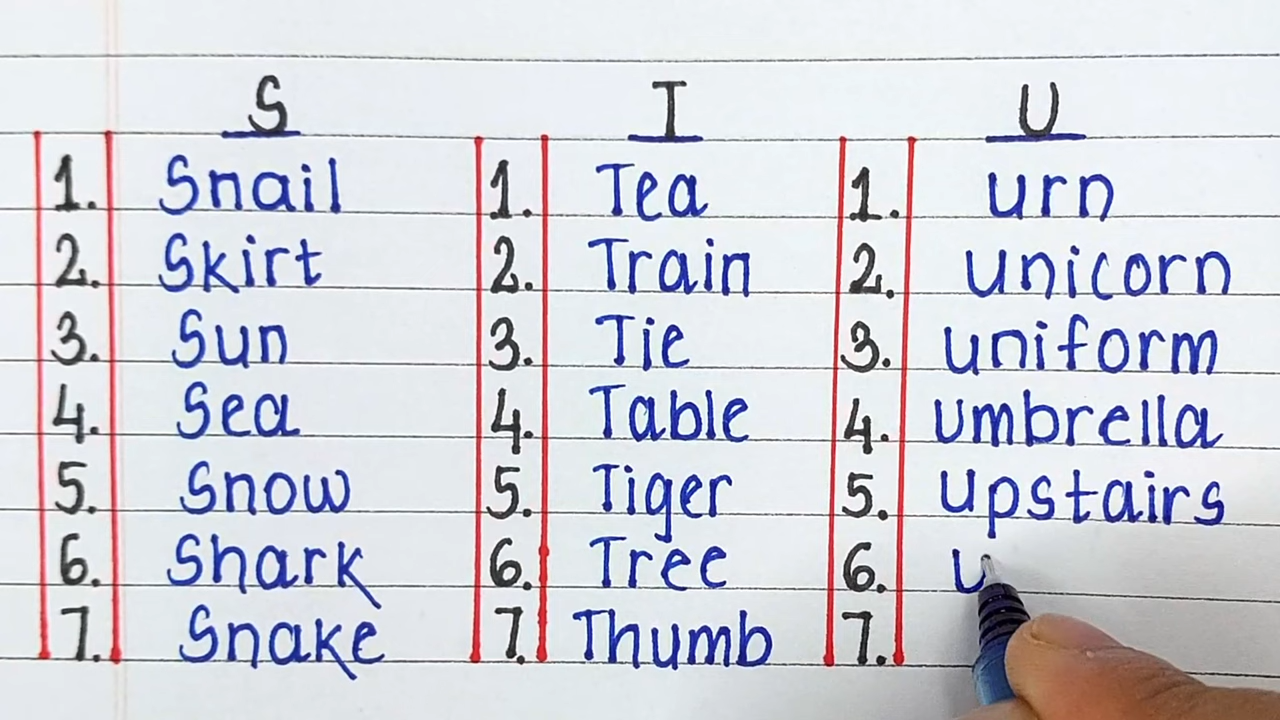 S I U
1. Snail 1. Tea 1. urn
2. Skirt 2. Train 2. unicorn
3. Sun 3. Tie 3. uniform
4. Sea 4. Table 4. umbrella
5. Snow 5. Tiger 5. upstairs
6. Shark 6. Tree 6. u
7. Snake 7. Thumb 7.